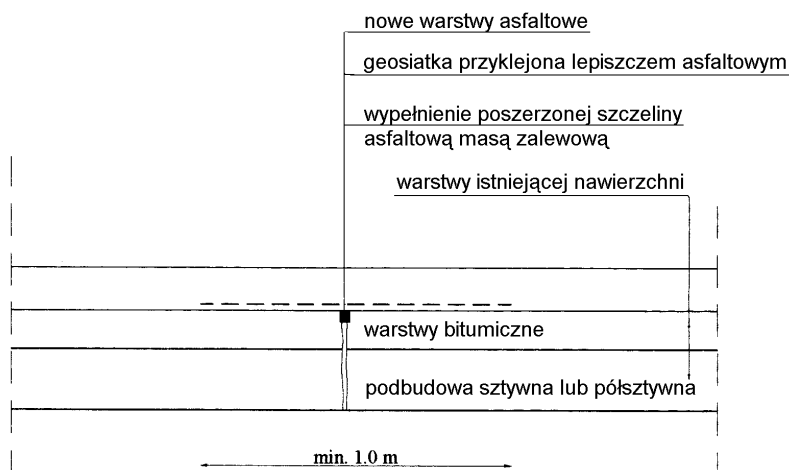 nowe warstwy asfaltowe
geosiatka przyklejona lepiszczem asfaltowym
wypełnienie poszerzonej szczeliny
asfaltową masą zalewową
warstwy istniejącej nawierzchni
warstwy bitumiczne
podbudowa sztywna lub półsztywna
min. 1.0 m